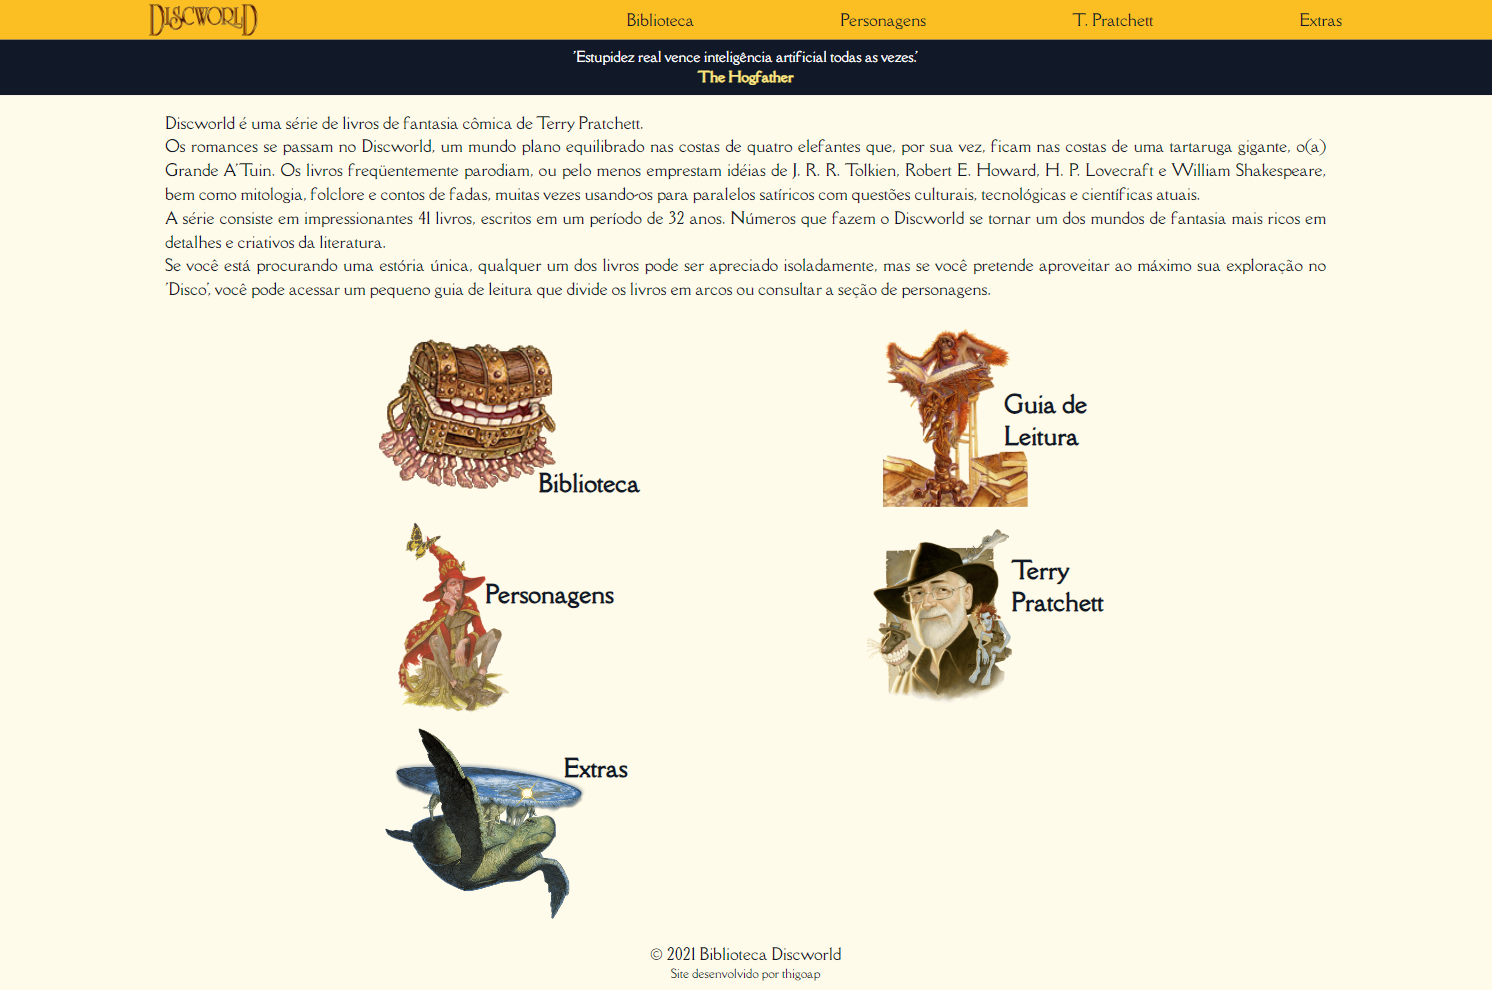 DISCWORLD
Biblioteca
Personagens
T. Pratchett
Extras
'Estupidez real vence inteligência artificial todas as vezes.'
The Hogfather
Discworld é uma série de livros de fantasia cômica de Terry Pratchett.
Os romances se passam no Discworld, um mundo plano equilibrado nas costas de quatro elefantes que, por sua vez, ficam nas costas de uma tartaruga gigante, o(a)
Grande A'Tuin. Os livros freqüentemente parodiam, ou pelo menos emprestam idéias de J. R. R. Tolkien, Robert E. Howard, H. P. Lovecraft e William Shakespeare,
bem como mitologia, folclore e contos de fadas, muitas vezes usando-os para paralelos satíricos com questões culturais, tecnológicas e científicas atuais.
A série consiste em impressionantes 41 livros, escritos em um período de 32 anos. Números que fazem o Discworld se tornar um dos mundos de fantasia mais ricos em
detalhes e criativos da literatura.
Se você está procurando uma estória única, qualquer um dos livros pode ser apreciado isoladamente, mas se você pretende aproveitar ao máximo sua exploração no
'Disco', você pode acessar um pequeno guia de leitura que divide os livros em arcos ou consultar a seção de personagens.
Biblioteca
Guia de
Leitura
Personagens
Terry
Pratchett
Extras
© 2021 Biblioteca Discworld
Site desenvolvido por thigoap